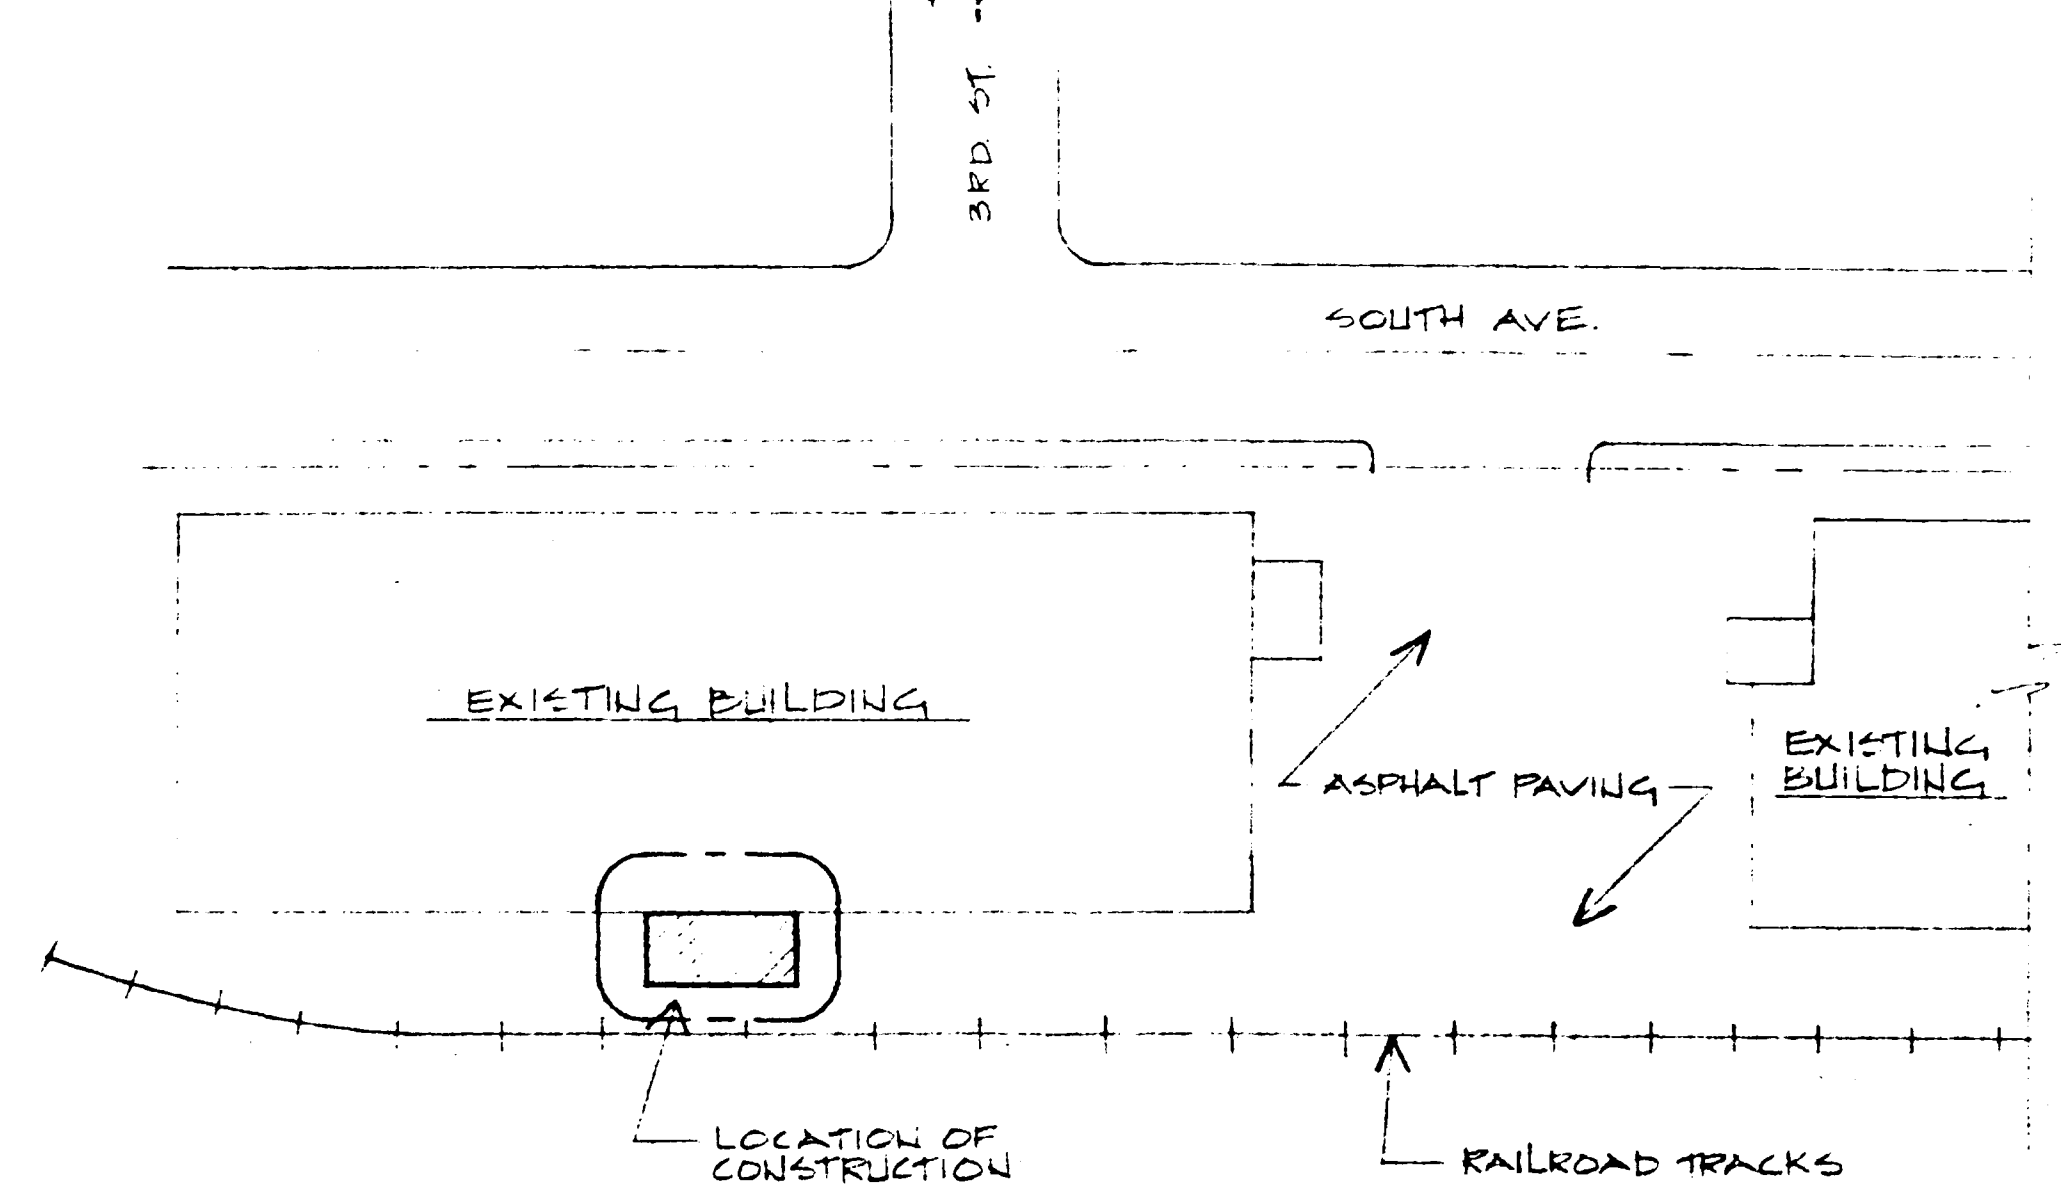 3RD. ST.
SOUTH AVE.
EXISTING BUILDING
EXISTING
BUILDING
ASPHALT PAVING
LOCATION OF
CONSTRUCTION
RAILROAD TRACKS